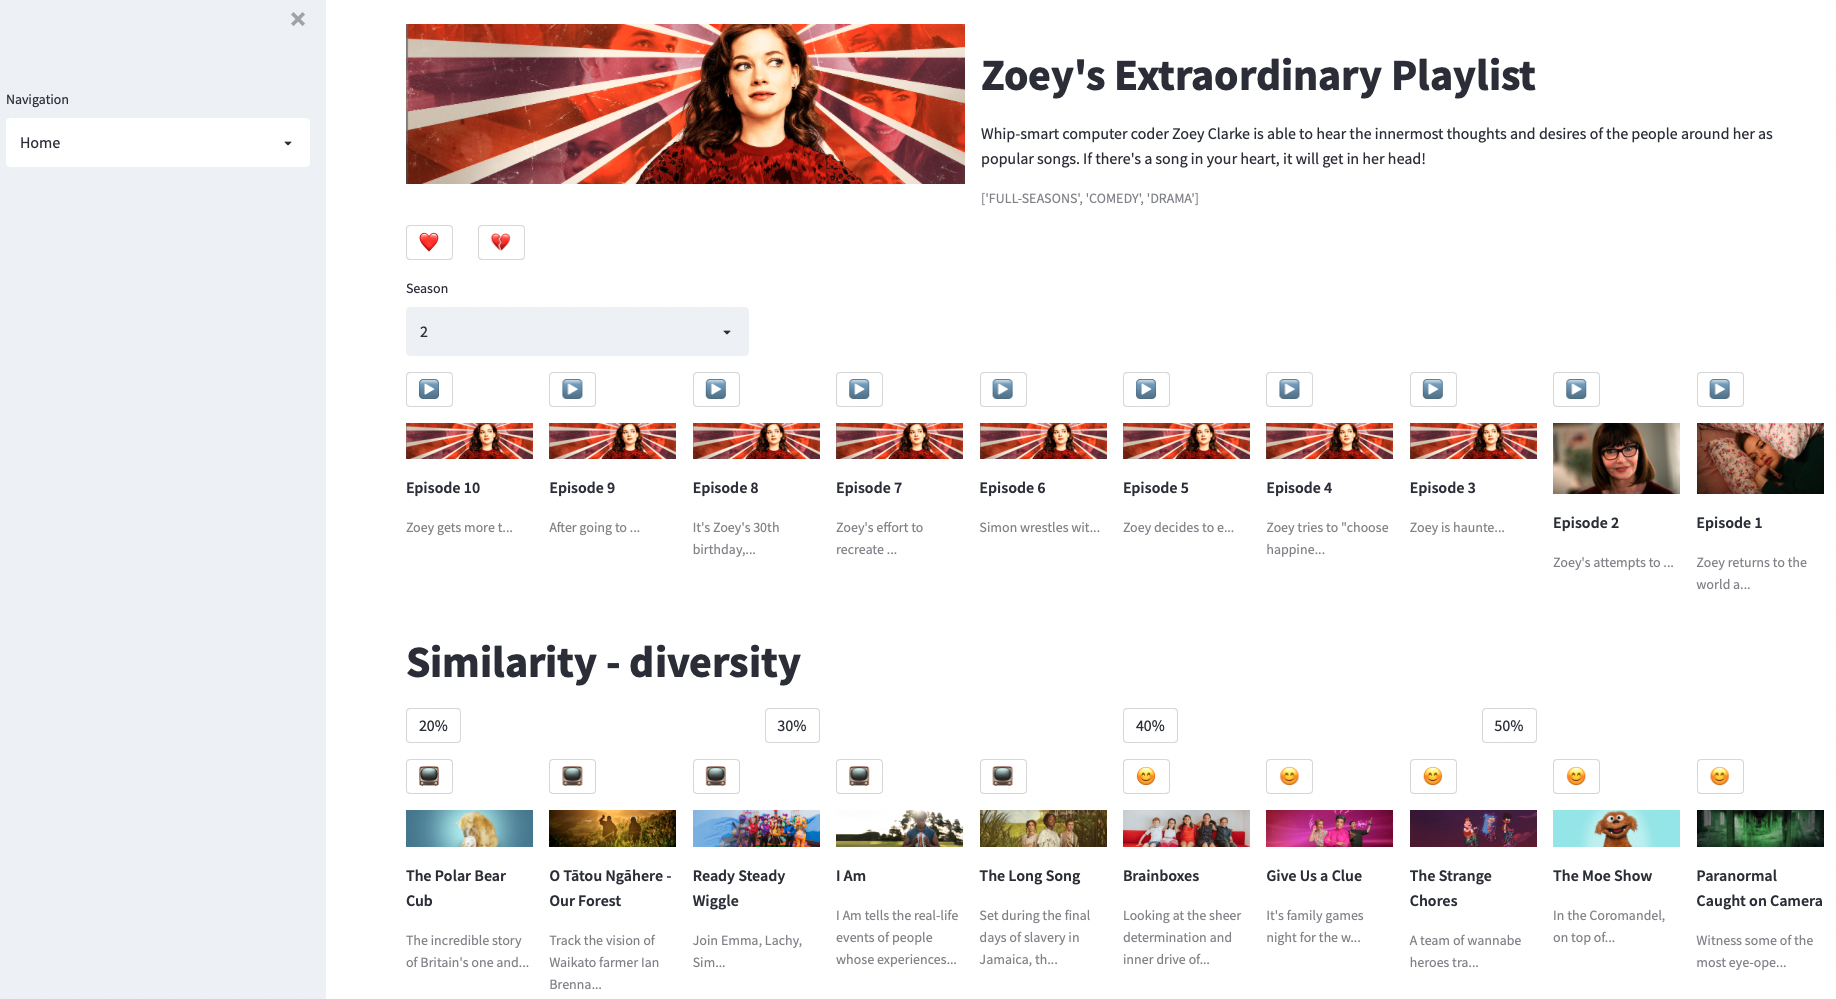 Navigation
Home
Zoey's Extraordinary Playlist
Whip-smart computer coder Zoey Clarke is able to hear the innermost thoughts and desires of the people around her as
popular songs. If there's a song in your heart, it will get in her head!
['FULL-SEASONS', 'COMEDY', 'DRAMA']
Season
2
Episode 10
Zoey gets more t...
Episode 9
After going to ...
Episode 8
It's Zoey's 30th
birthday,...
Episode 7
Zoey's effort to
recreate ...
Episode 6
Simon wrestles wit...
Episode 5
Zoey decides to e...
Episode 4
Zoey tries to "choose
happine...
Episode 3
Zoey is haunte...
Episode 2
Zoey's attempts to ...
Episode 1
Zoey returns to the
world a...
Similarity - diversity
20%
30%
40%
50%
The Polar Bear
Cub
The incredible story
of Britain's one and...
O Tātou Ngāhere -
Our Forest
Track the vision of
Waikato farmer Ian
Brenna...
Ready Steady
Wiggle
Join Emma, Lachy,
Sim...
I Am
I Am tells the real-life
events of people
whose experiences...
The Long Song
Set during the final
days of slavery in
Jamaica, th...
Brainboxes
Looking at the sheer
determination and
inner drive of...
Give Us a Clue
It's family games
night for the w...
The Strange
Chores
A team of wannabe
heroes tra...
The Moe Show
In the Coromandel,
on top of...
Paranormal
Caught on Camera
Witness some of the
most eye-ope...